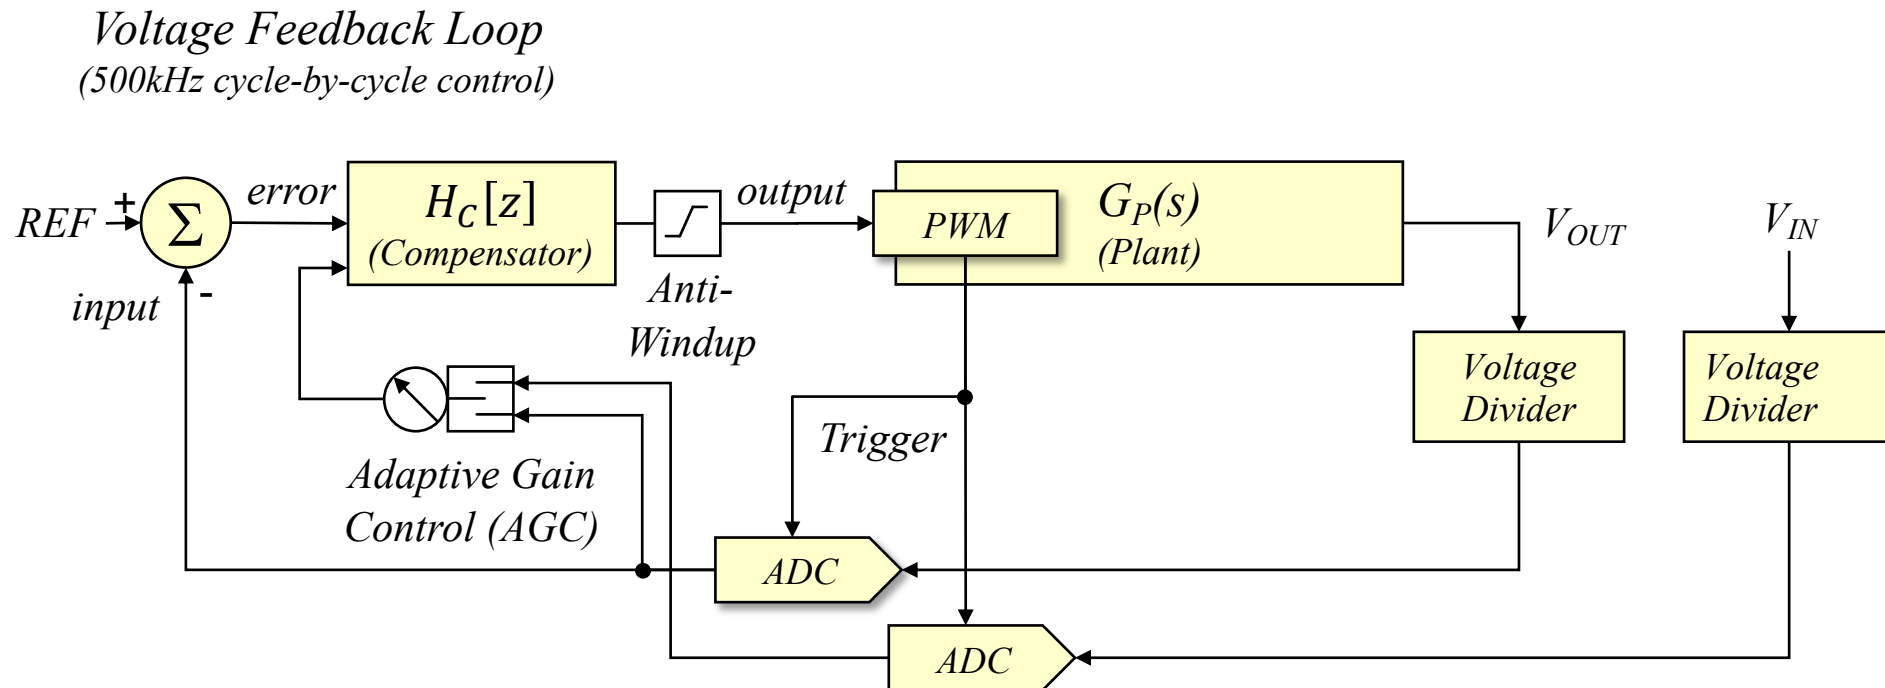 Voltage Feedback Loop
(500kHz cycle-by-cycle control)
REF
+
Σ
-
input
error
H_C[z]
(Compensator)
Anti-
Windup
output
PWM
G_P(s)
(Plant)
V_OUT
V_IN
Voltage
Divider
Voltage
Divider
Adaptive Gain
Control (AGC)
Trigger
ADC
ADC